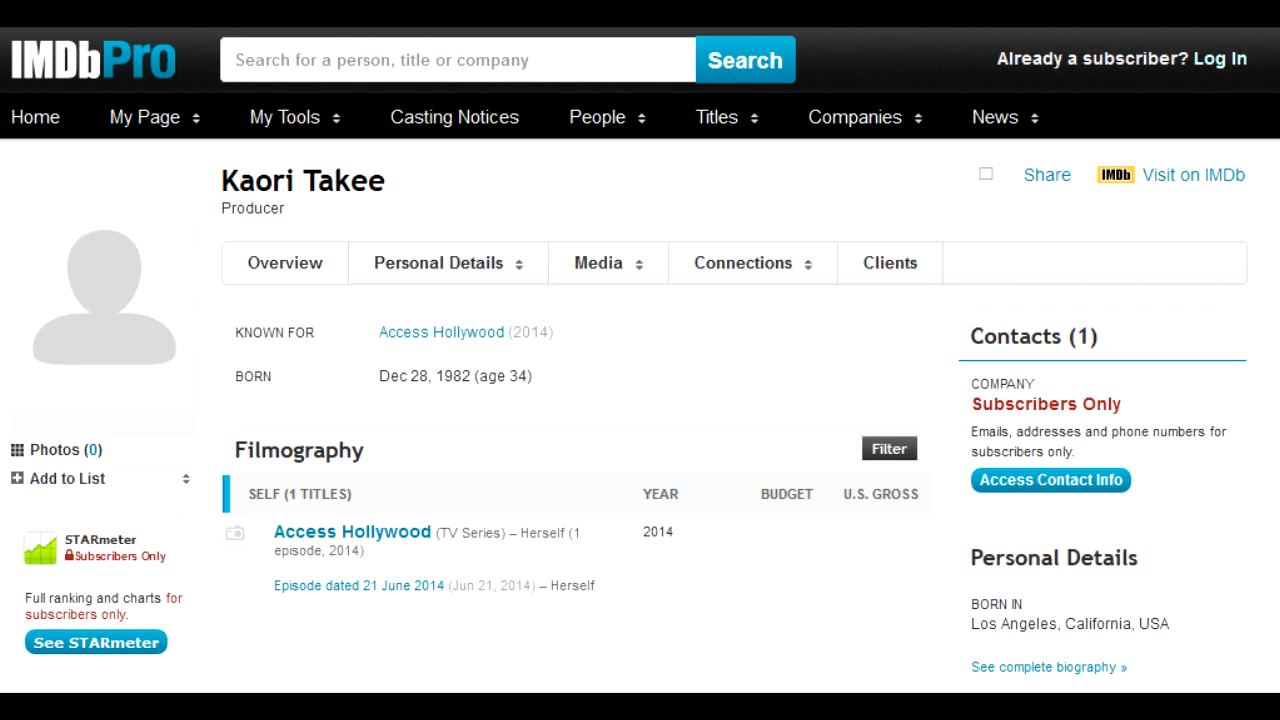 IMDbPro
Search for a person, title or company
Search
Already a subscriber? Log In
Home My Page My Tools Casting Notices People Titles Companies News
Kaori Takee
Producer
Share IMDb Visit on IMDb
Overview Personal Details Media Connections Clients
KNOWN FOR Access Hollywood (2014)
BORN Dec 28, 1982 (age 34)
Photos (0)
Add to List
STARmeter
Subscribers Only
Full ranking and charts for
subscribers only.
See STARmeter
Filmography
Filter
SELF (1 TITLES) YEAR BUDGET U.S. GROSS
Access Hollywood (TV Series) – Herself (1 2014
episode, 2014)
Episode dated 21 June 2014 (Jun 21, 2014) – Herself
Contacts (1)
COMPANY
Subscribers Only
Emails, addresses and phone numbers for
subscribers only.
Access Contact Info
Personal Details
BORN IN
Los Angeles, California, USA
See complete biography »